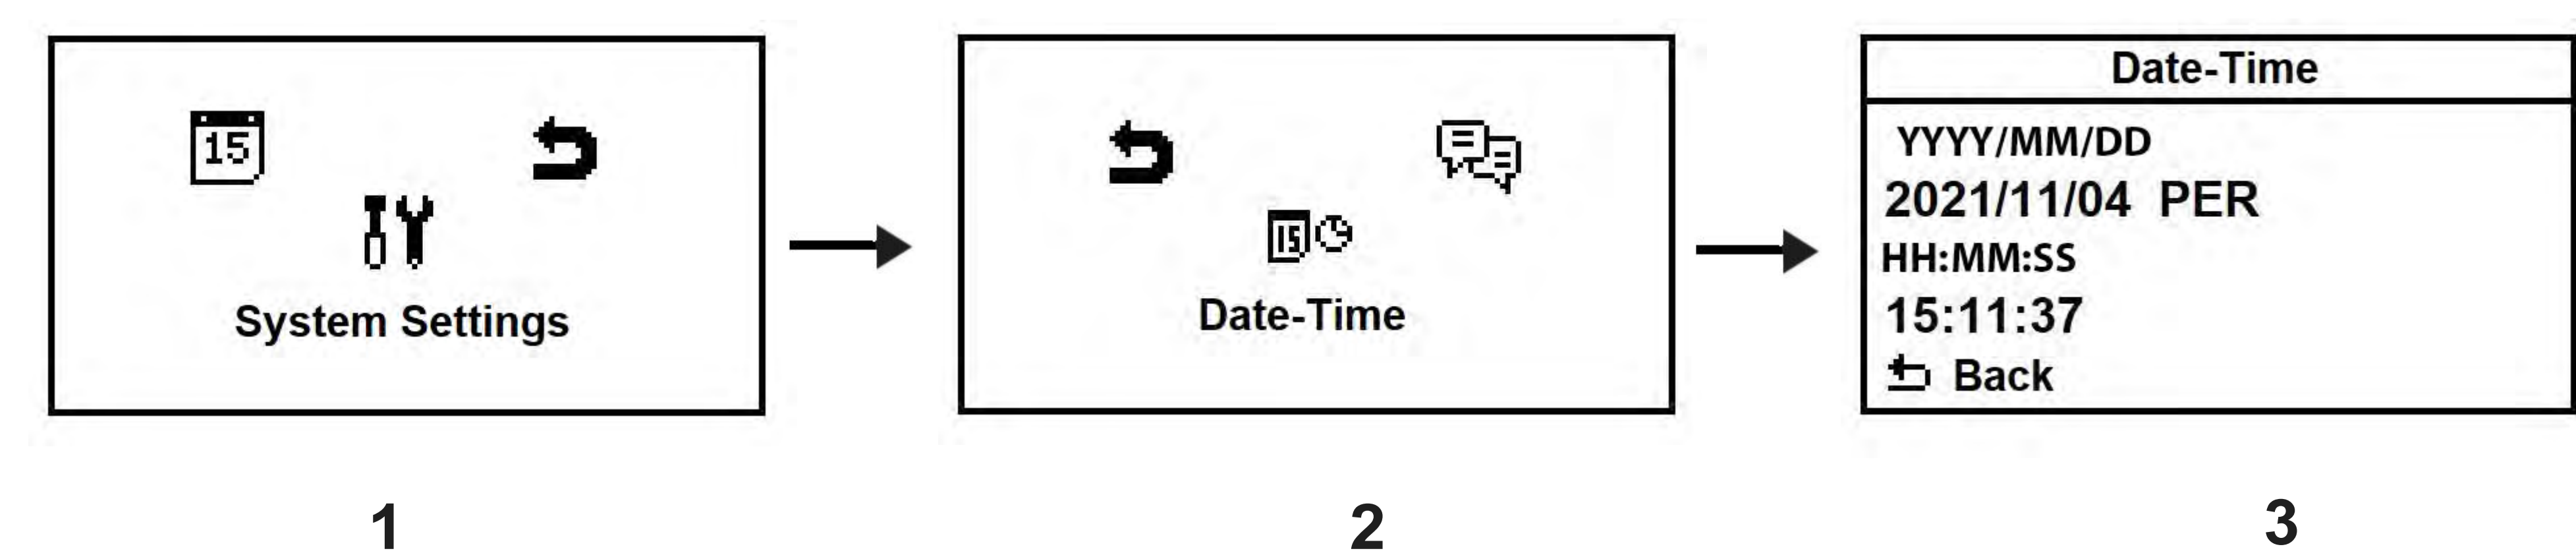 15
System Settings
1
15
Date-Time
2
Date-Time
YYYY/MM/DD
2021/11/04 PER
HH:MM:SS
15:11:37
Back
3